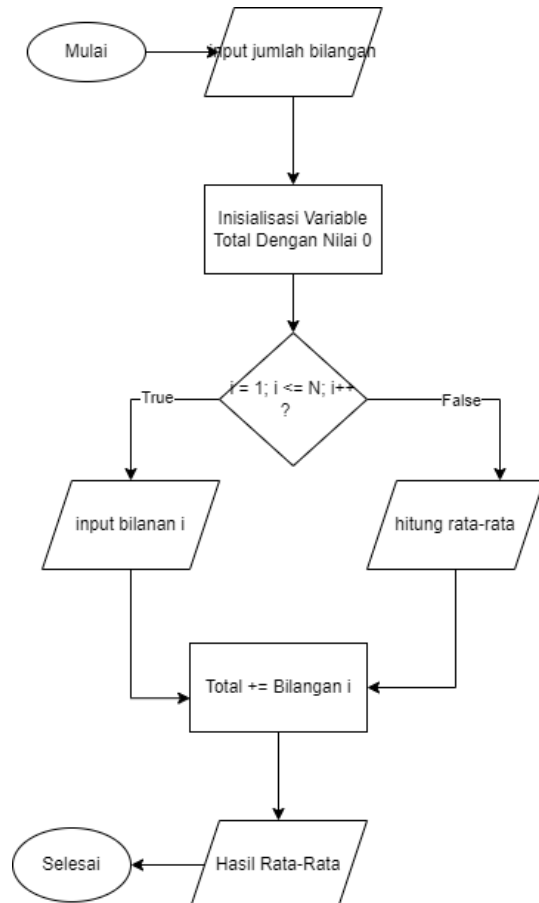 Mulai
input jumlah bilangan
Inisialisasi Variable
Total Dengan Nilai 0
i = 1; i <= N; i++
?
True
False
input bilanan i
hitung rata-rata
Total += Bilangan i
Selesai
Hasil Rata-Rata